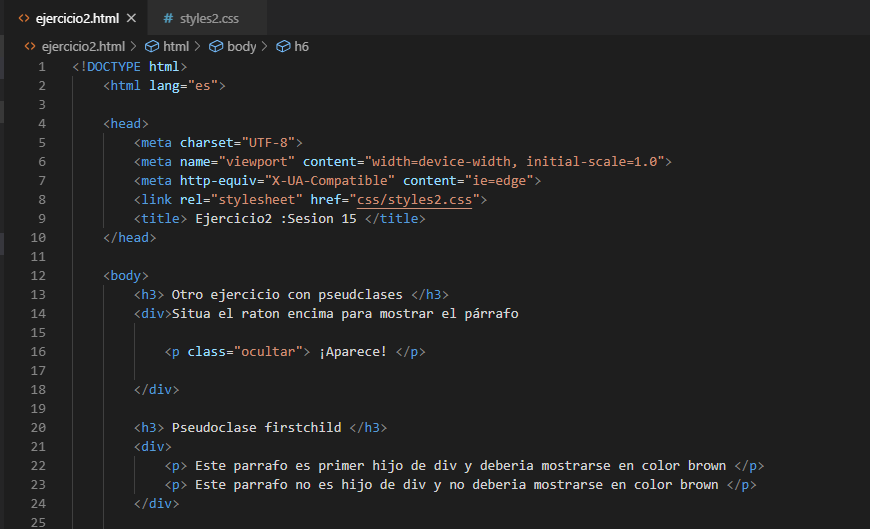 ejercicio2.html × # styles2.css
ejercicio2.html > html > body > h6
1 <!DOCTYPE html>
2 <html lang="es">
3
4 <head>
5 <meta charset="UTF-8">
6 <meta name="viewport" content="width=device-width, initial-scale=1.0">
7 <meta http-equiv="X-UA-Compatible" content="ie=edge">
8 <link rel="stylesheet" href="css/styles2.css">
9 <title> Ejercicio2 :Sesion 15 </title>
10 </head>
11
12 <body>
13 <h3> Otro ejercicio con pseudclases </h3>
14 <div>Situa el raton encima para mostrar el párrafo
15
16 <p class="ocultar"> ¡Aparece! </p>
17
18 </div>
19
20 <h3> Pseudoclase firstchild </h3>
21 <div>
22 <p> Este parrafo es primer hijo de div y deberia mostrarse en color brown </p>
23 <p> Este parrafo no es hijo de div y no deberia mostrarse en color brown </p>
24 </div>
25